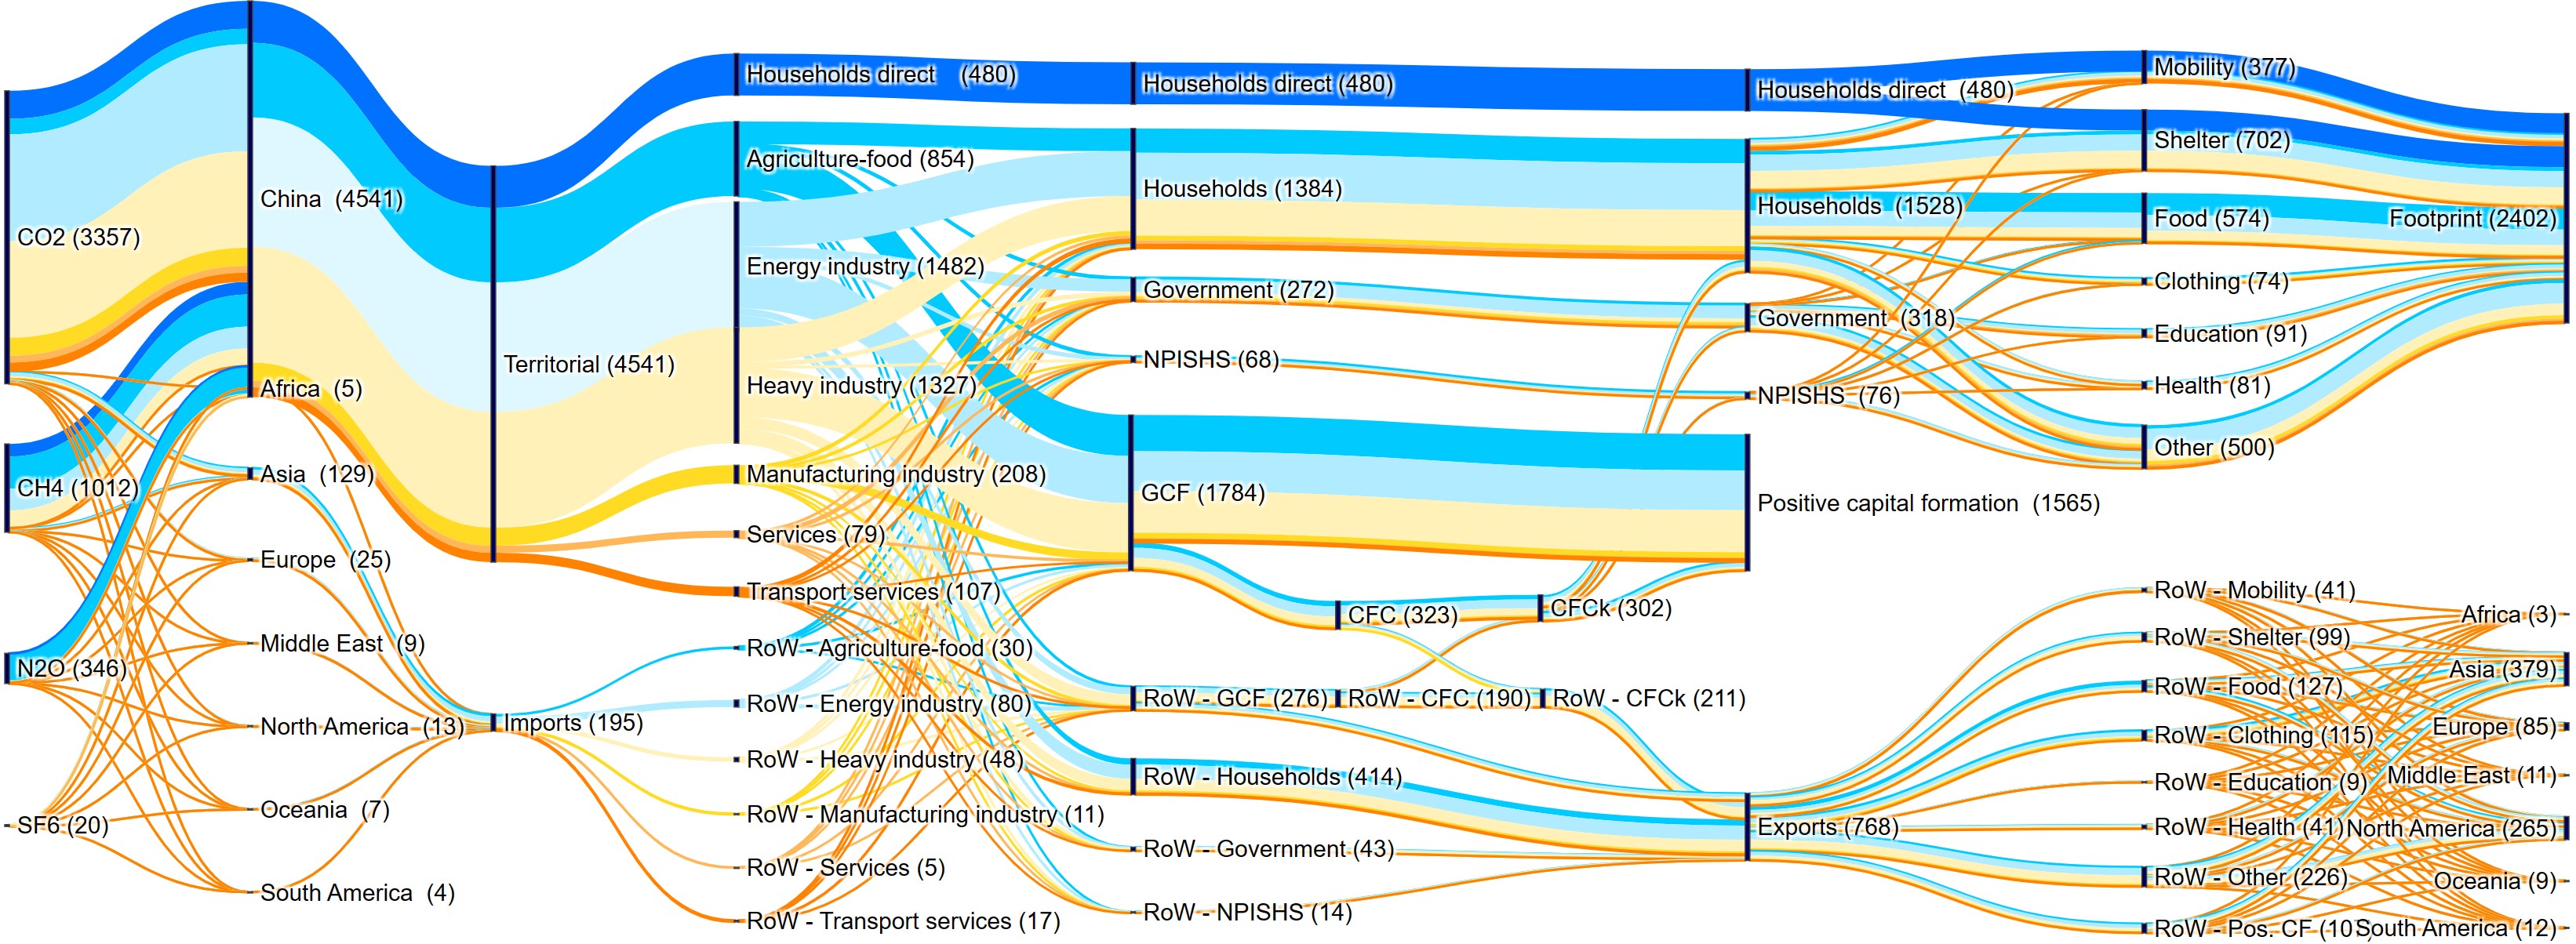 CO2 (3357)
CH4 (1012)
N2O (346)
SF6 (20)
China (4541)
Africa (5)
Asia (129)
Europe (25)
Middle East (9)
North America (13)
Oceania (7)
South America (4)
Territorial (4541)
Imports (195)
Households direct (480)
Agriculture-food (854)
Energy industry (1482)
Heavy industry (1327)
Manufacturing industry (208)
Services (79)
Transport services (107)
RoW - Agriculture-food (30)
RoW - Energy industry (80)
RoW - Heavy industry (48)
RoW - Manufacturing industry (11)
RoW - Services (5)
RoW - Transport services (17)
Households direct (480)
Households (1384)
Government (272)
NPISHS (68)
GCF (1784)
RoW - GCF (276)
RoW - Households (414)
RoW - Government (43)
RoW - NPISHS (14)
CFC (323)
RoW - CFC (190)
CFCk (302)
RoW - CFCk (211)
Households direct (480)
Households (1528)
Government (318)
NPISHS (76)
Positive capital formation (1565)
Exports (768)
Mobility (377)
Shelter (702)
Food (574)
Clothing (74)
Education (91)
Health (81)
Other (500)
RoW - Mobility (41)
RoW - Shelter (99)
RoW - Food (127)
RoW - Clothing (115)
RoW - Education (9)
RoW - Health (41)
RoW - Other (226)
RoW - Pos. CF
Footprint (2402)
Africa (3)
Asia (379)
Europe (85)
Middle East (11)
North America (265)
Oceania (9)
South America (12)